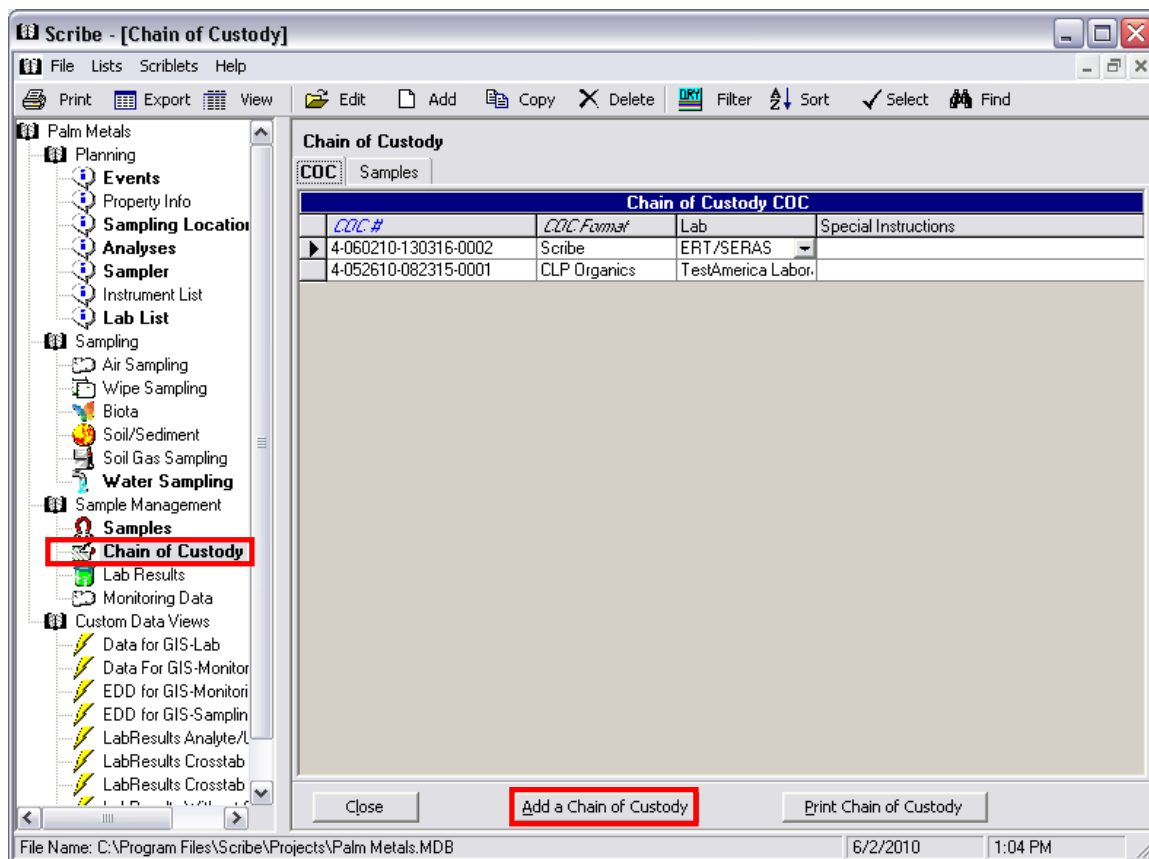 Scribe - [Chain of Custody]
File Lists Scriblets Help
Print Export View Edit Add Copy Delete QRY Filter Sort Select Find
Palm Metals
Planning
Events
Property Info
Sampling Location
Analyses
Sampler
Instrument List
Lab List
Sampling
Air Sampling
Wipe Sampling
Biota
Soil/Sediment
Soil Gas Sampling
Water Sampling
Sample Management
Samples
Chain of Custody
Lab Results
Monitoring Data
Custom Data Views
Data for GIS-Lab
Data For GIS-Monitor
EDD for GIS-Monitori
EDD for GIS-Samplin
LabResults Analyte/L
LabResults Crosstab
LabResults Crosstab
Chain of Custody
COC Samples
Chain of Custody COC
COC # COC Format Lab Special Instructions
4-060210-130316-0002 Scribe ERT/SERAS
4-052610-082315-0001 CLP Organics TestAmerica Labor
Close Add a Chain of Custody Print Chain of Custody
File Name: C:\Program Files\Scribe\Projects\Palm Metals.MDB 6/2/2010 1:04 PM